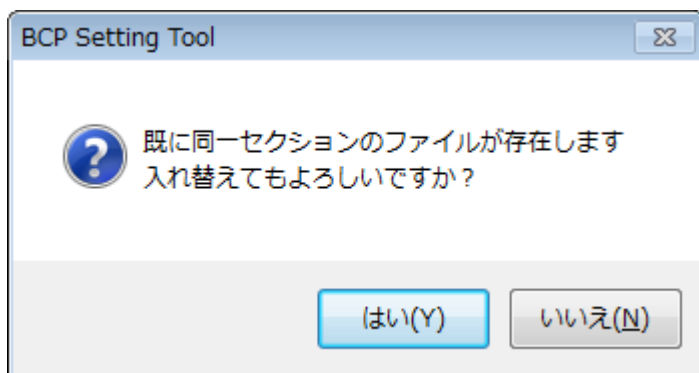 BCP Setting Tool
既に同一セクションのファイルが存在します
入れ替えてもよろしいですか？
はい(Y)
いいえ(N)